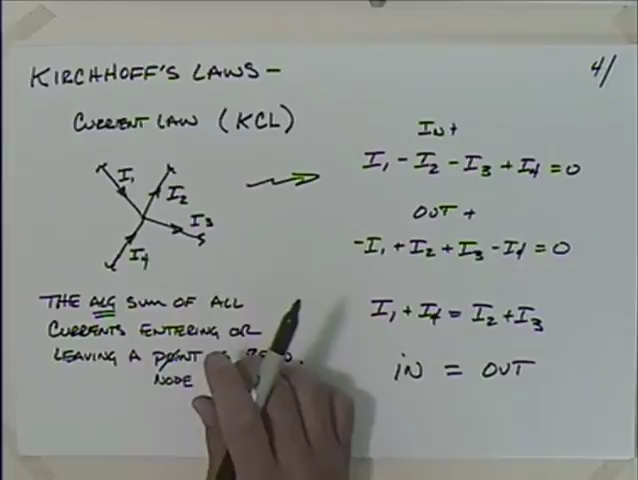 KIRCHHOFF'S LAWS –
4/
CURRENT LAW (KCL)
I₁
I₂
I₃
I₄
IN +
I₁ - I₂ - I₃ + I₄ = 0
OUT +
-I₁ + I₂ + I₃ - I₄ = 0
I₁ + I₄ = I₂ + I₃
IN = OUT
THE ALG SUM OF ALL
CURRENTS ENTERING OR
LEAVING A POINT
NODE